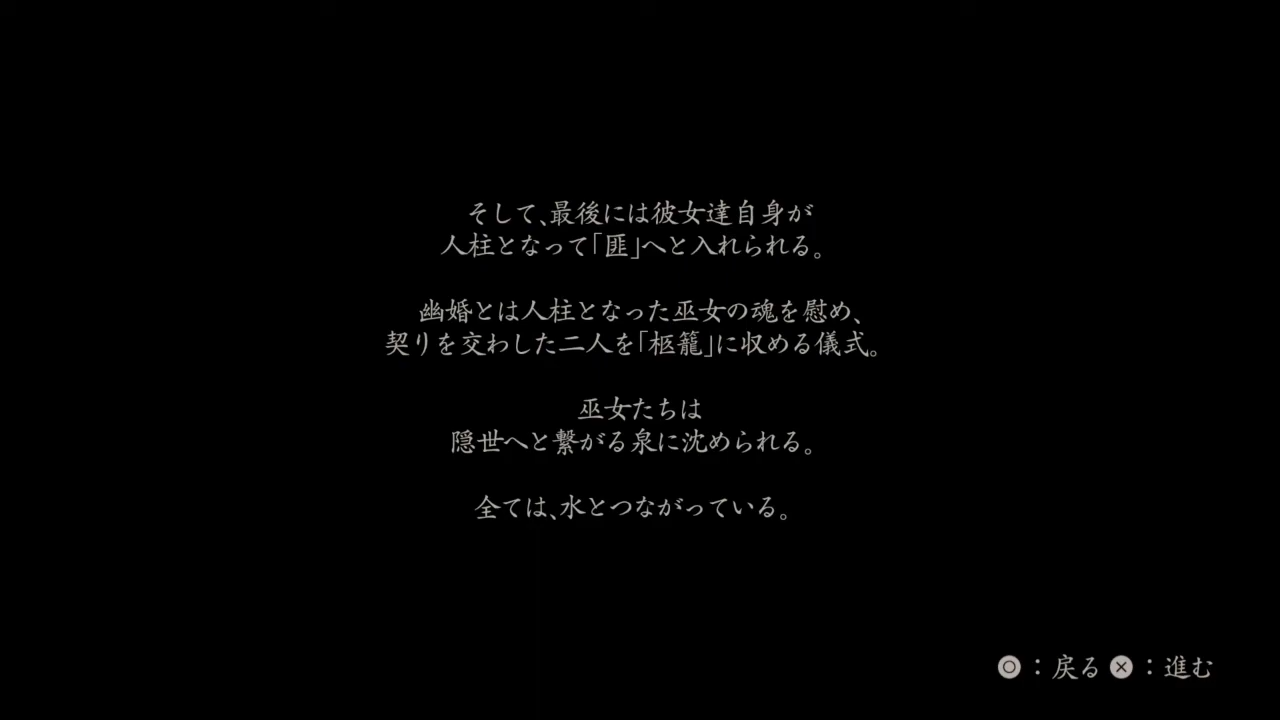 そして、最後には彼女達自身が
人柱となって「匪」へと入れられる。
幽婚とは人柱となった巫女の魂を慰め、
契りを交わした二人を「柩籠」に収める儀式。
巫女たちは
隠世へと繋がる泉に沈められる。
全ては、水とつながっている。
◎：戻る ⊗：進む